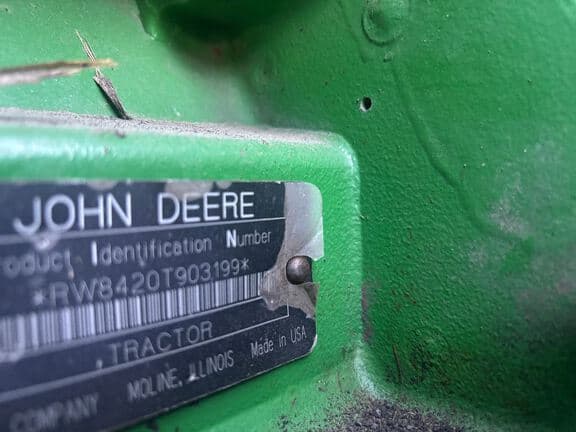 JOHN DEERE
roduct Identification Number
*RW8420T903199*
TRACTOR
COMPANY MOLINE, ILLINOIS Made in USA